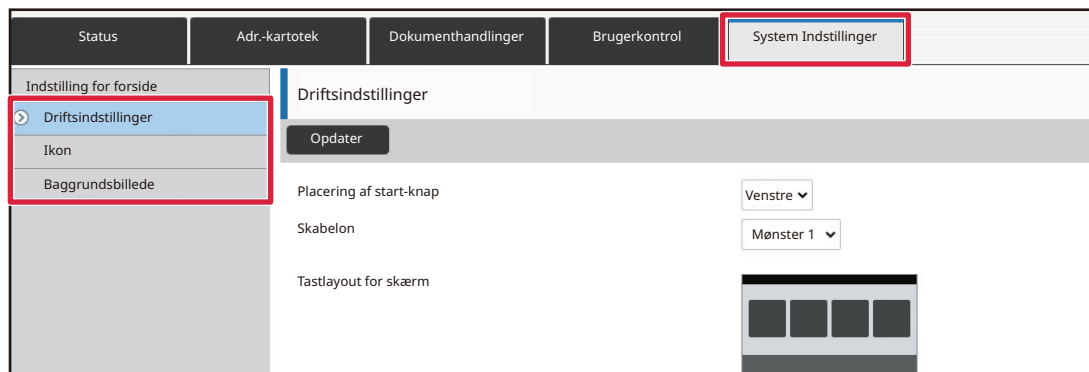 Status
Adr.-kartotek
Dokumenthandlinger
Brugerkontrol
System Indstillinger
Indstilling for forside
Driftsindstillinger
Ikon
Baggrundsbillede
Driftsindstillinger
Opdater
Placering af start-knap
Venstre
Skabelon
Mønster 1
Tastlayout for skærm